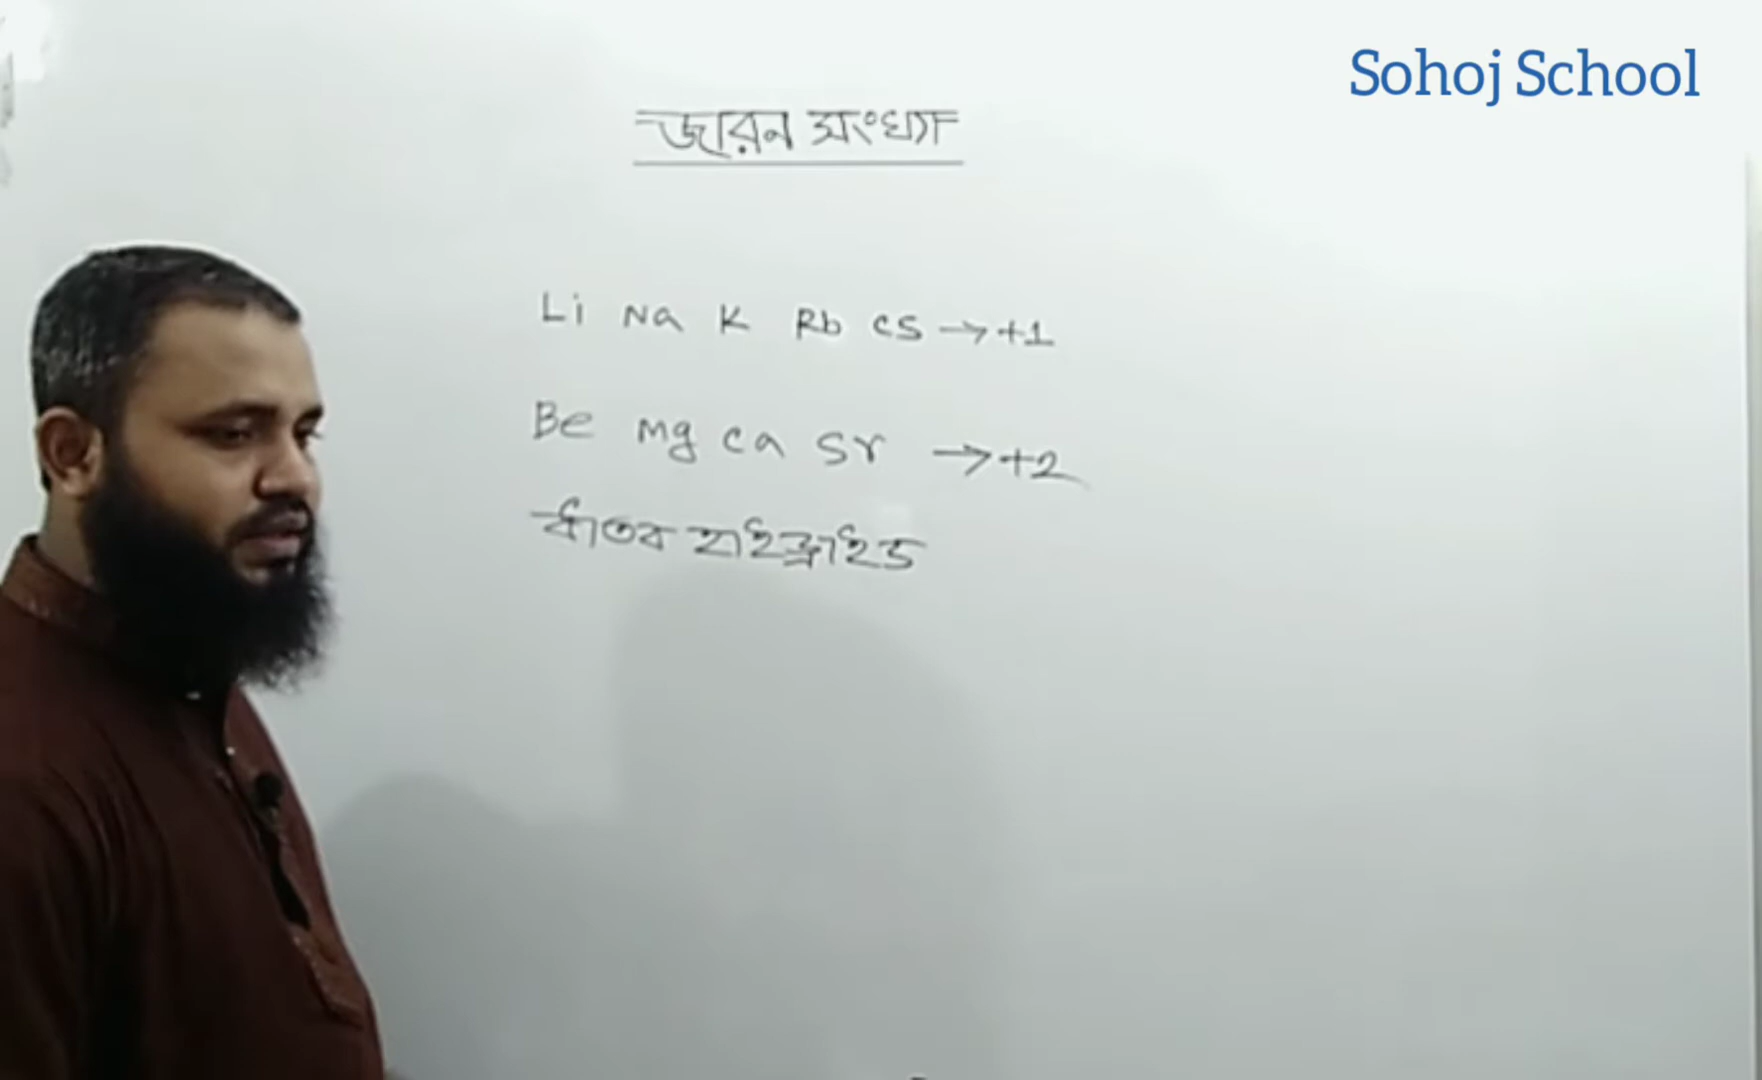 Sohoj School
জারন সংখ্যা
Li Na K Rb Cs → +1
Be Mg Ca Sr → +2
ধাতব হাইড্রাইড